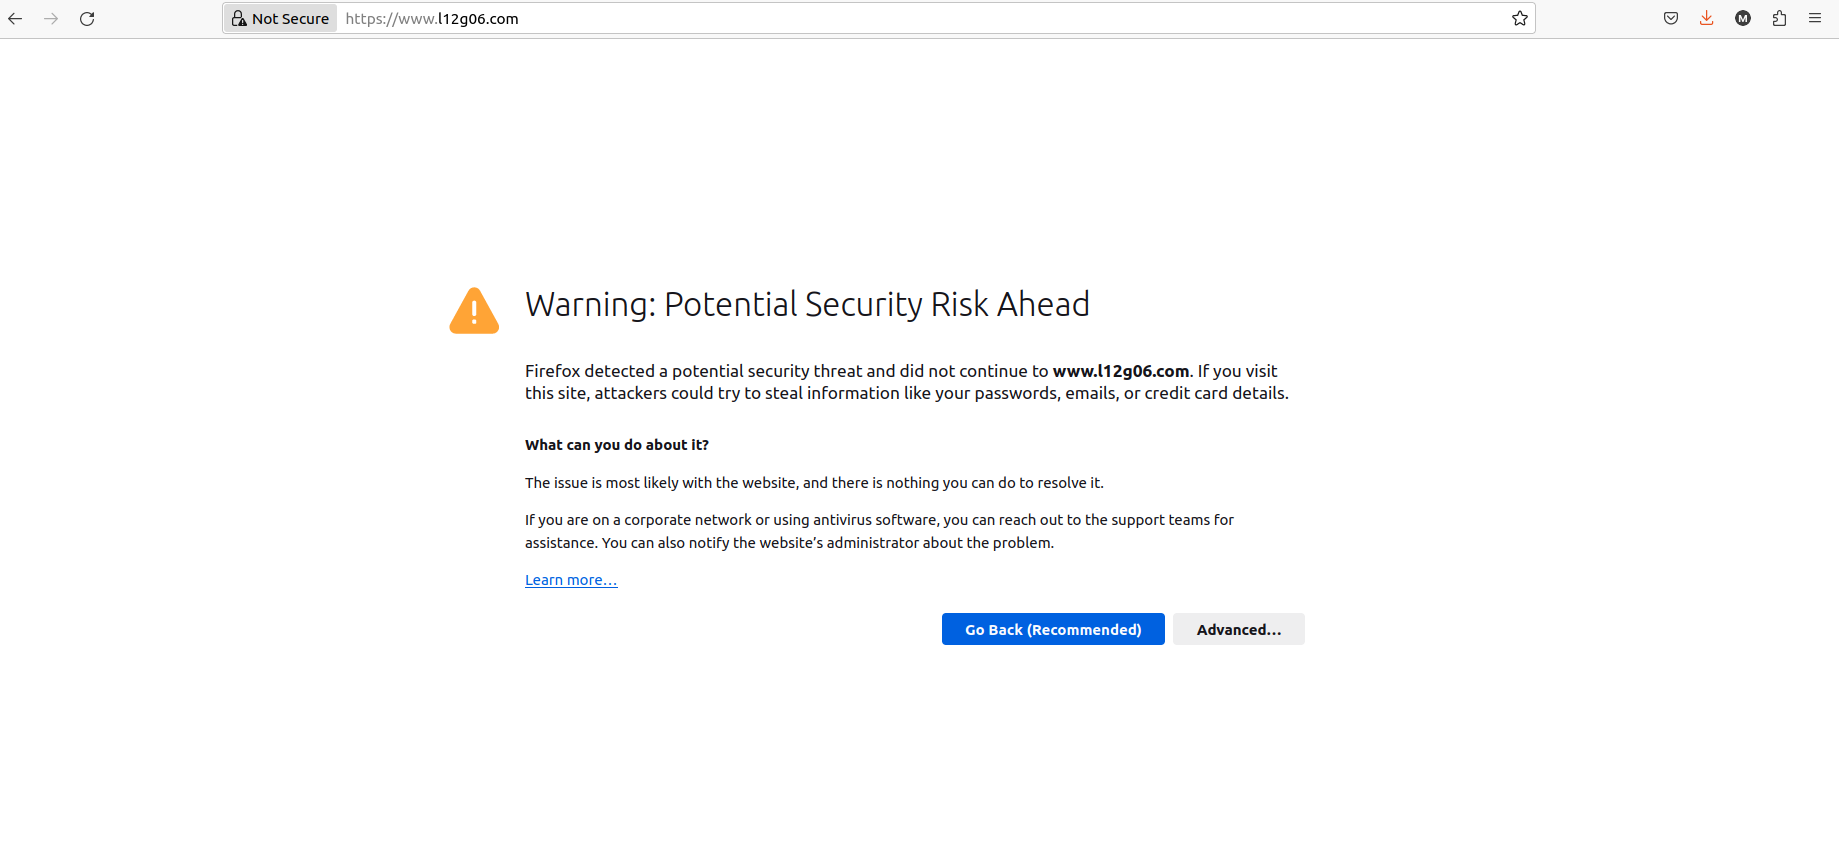 Not Secure https://www.l12g06.com
M
Warning: Potential Security Risk Ahead
Firefox detected a potential security threat and did not continue to www.l12g06.com. If you visit
this site, attackers could try to steal information like your passwords, emails, or credit card details.
What can you do about it?
The issue is most likely with the website, and there is nothing you can do to resolve it.
If you are on a corporate network or using antivirus software, you can reach out to the support teams for
assistance. You can also notify the website’s administrator about the problem.
Learn more…
Go Back (Recommended) Advanced…